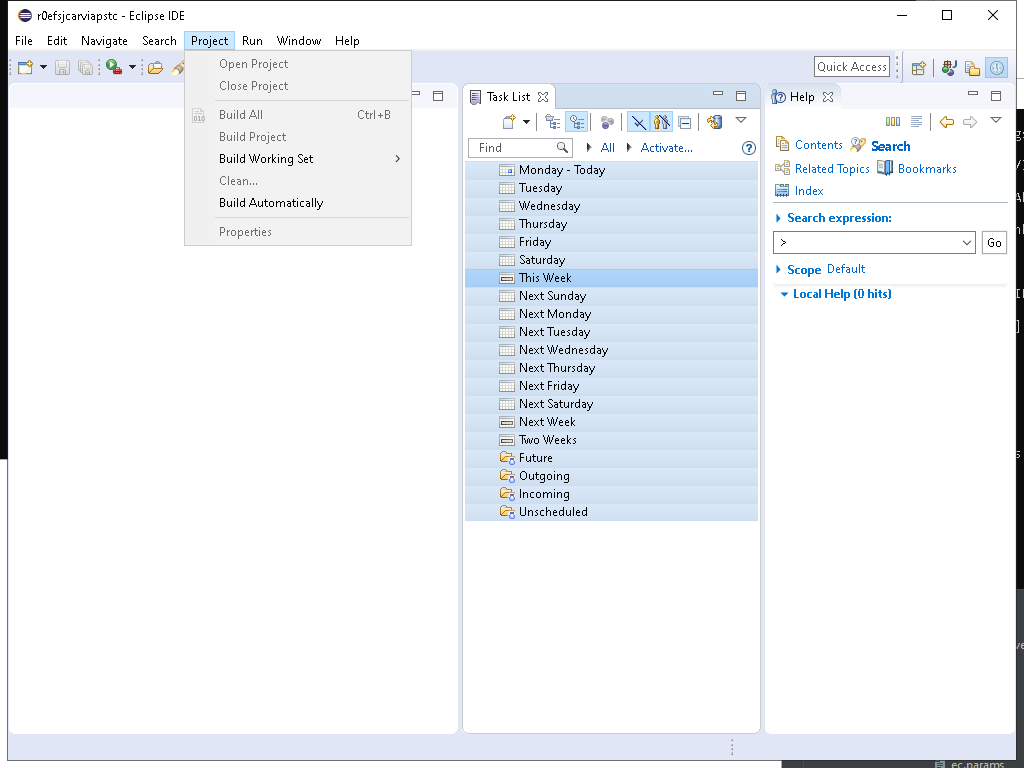 r0efsjcarviapstc - Eclipse IDE
File Edit Navigate Search Project Run Window Help
Quick Access
Open Project
Close Project
Build All Ctrl+B
Build Project
Build Working Set
Clean...
Build Automatically
Properties
Task List
Find
All
Activate...
Monday - Today
Tuesday
Wednesday
Thursday
Friday
Saturday
This Week
Next Sunday
Next Monday
Next Tuesday
Next Wednesday
Next Thursday
Next Friday
Next Saturday
Next Week
Two Weeks
Future
Outgoing
Incoming
Unscheduled
Help
Contents Search
Related Topics Bookmarks
Index
Search expression:
>
Go
Scope Default
Local Help (0 hits)
ec.params